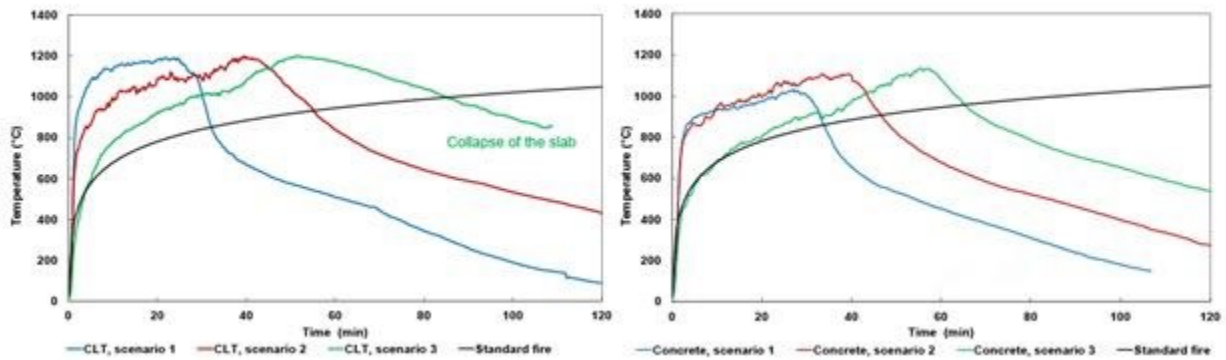 1400
1200
1000
800
600
400
200
0
Temperature (°C)
Collapse of the slab
0 20 40 60 80 100 120
Time (min)
CLT, scenario 1 CLT, scenario 2 CLT, scenario 3 Standard fire
1400
1200
1000
800
600
400
200
0
Temperature (°C)
0 20 40 60 80 100 120
Time (min)
Concrete, scenario 1 Concrete, scenario 2 Concrete, scenario 3 Standard fire